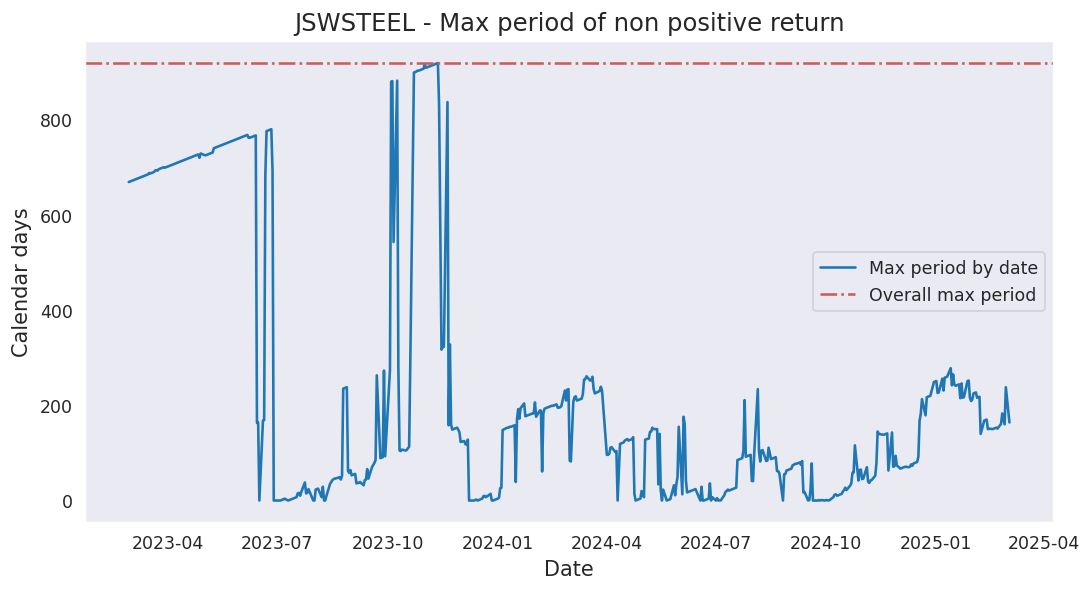 JSWSTEEL - Max period of non positive return
Calendar days
800
600
400
200
0
Max period by date
Overall max period
2023-04 2023-07 2023-10 2024-01 2024-04 2024-07 2024-10 2025-01 2025-04
Date